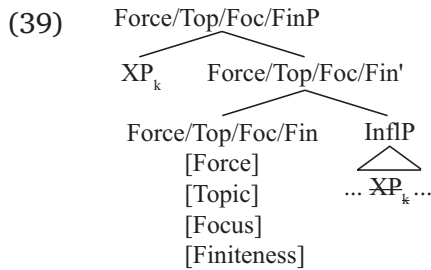 (39) Force/Top/Foc/FinP
XPk Force/Top/Foc/Fin'
Force/Top/Foc/Fin InflP
[Force]
[Topic] ... XPk ...
[Focus]
[Finiteness]